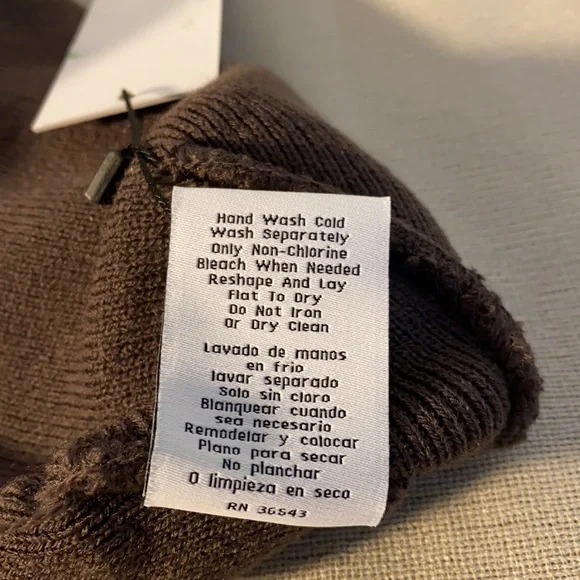 Hand Wash Cold
Wash Separately
Only Non-Chlorine
Bleach When Needed
Reshape And Lay
Flat To Dry
Do Not Iron
Or Dry Clean
Lavado de manos
en frio
lavar separado
Solo sin cloro
Blanquear cuando
sea necesario
Remodelar y colocar
Plano para secar
No planchar
O limpieza en seco
RN 36543